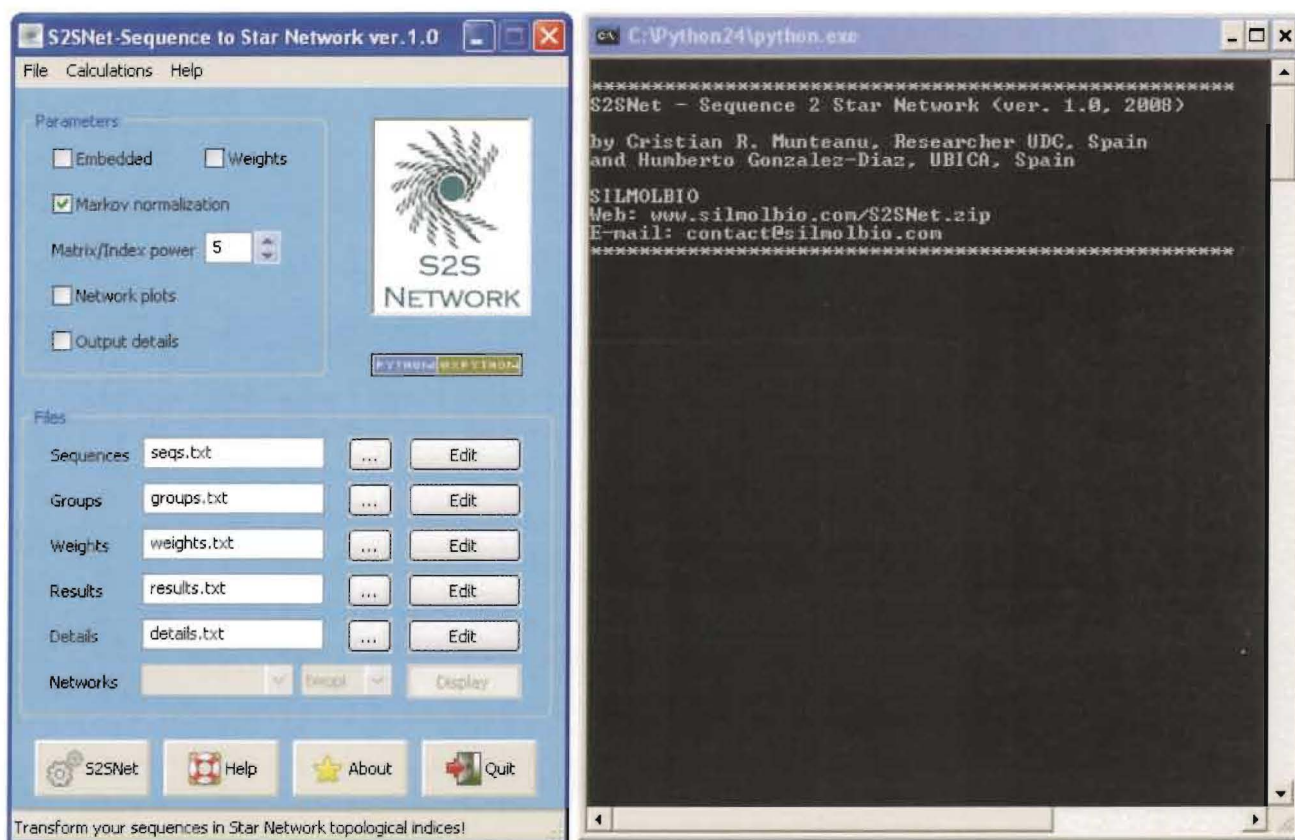 S2SNet-Sequence to Star Network ver.1.0
File Calculations Help
Parameters
Embedded Weights
Markov normalization
Matrix/Index power 5
Network plots
Output details
S2S
NETWORK
Files
Sequences seqs.txt ... Edit
Groups groups.txt ... Edit
Weights weights.txt ... Edit
Results results.txt ... Edit
Details details.txt ... Edit
Networks Display
S2SNet Help About Quit
Transform your sequences in Star Network topological indices!
C:\Python24\python.exe
******************************************************
S2SNet - Sequence 2 Star Network (ver. 1.0, 2008)
by Cristian R. Munteanu, Researcher UDC, Spain
and Humberto Gonzalez-Diaz, UBICA, Spain
SILMOLBIO
Web: www.silmolbio.com/S2SNet.zip
E-mail: contact@silmolbio.com
******************************************************